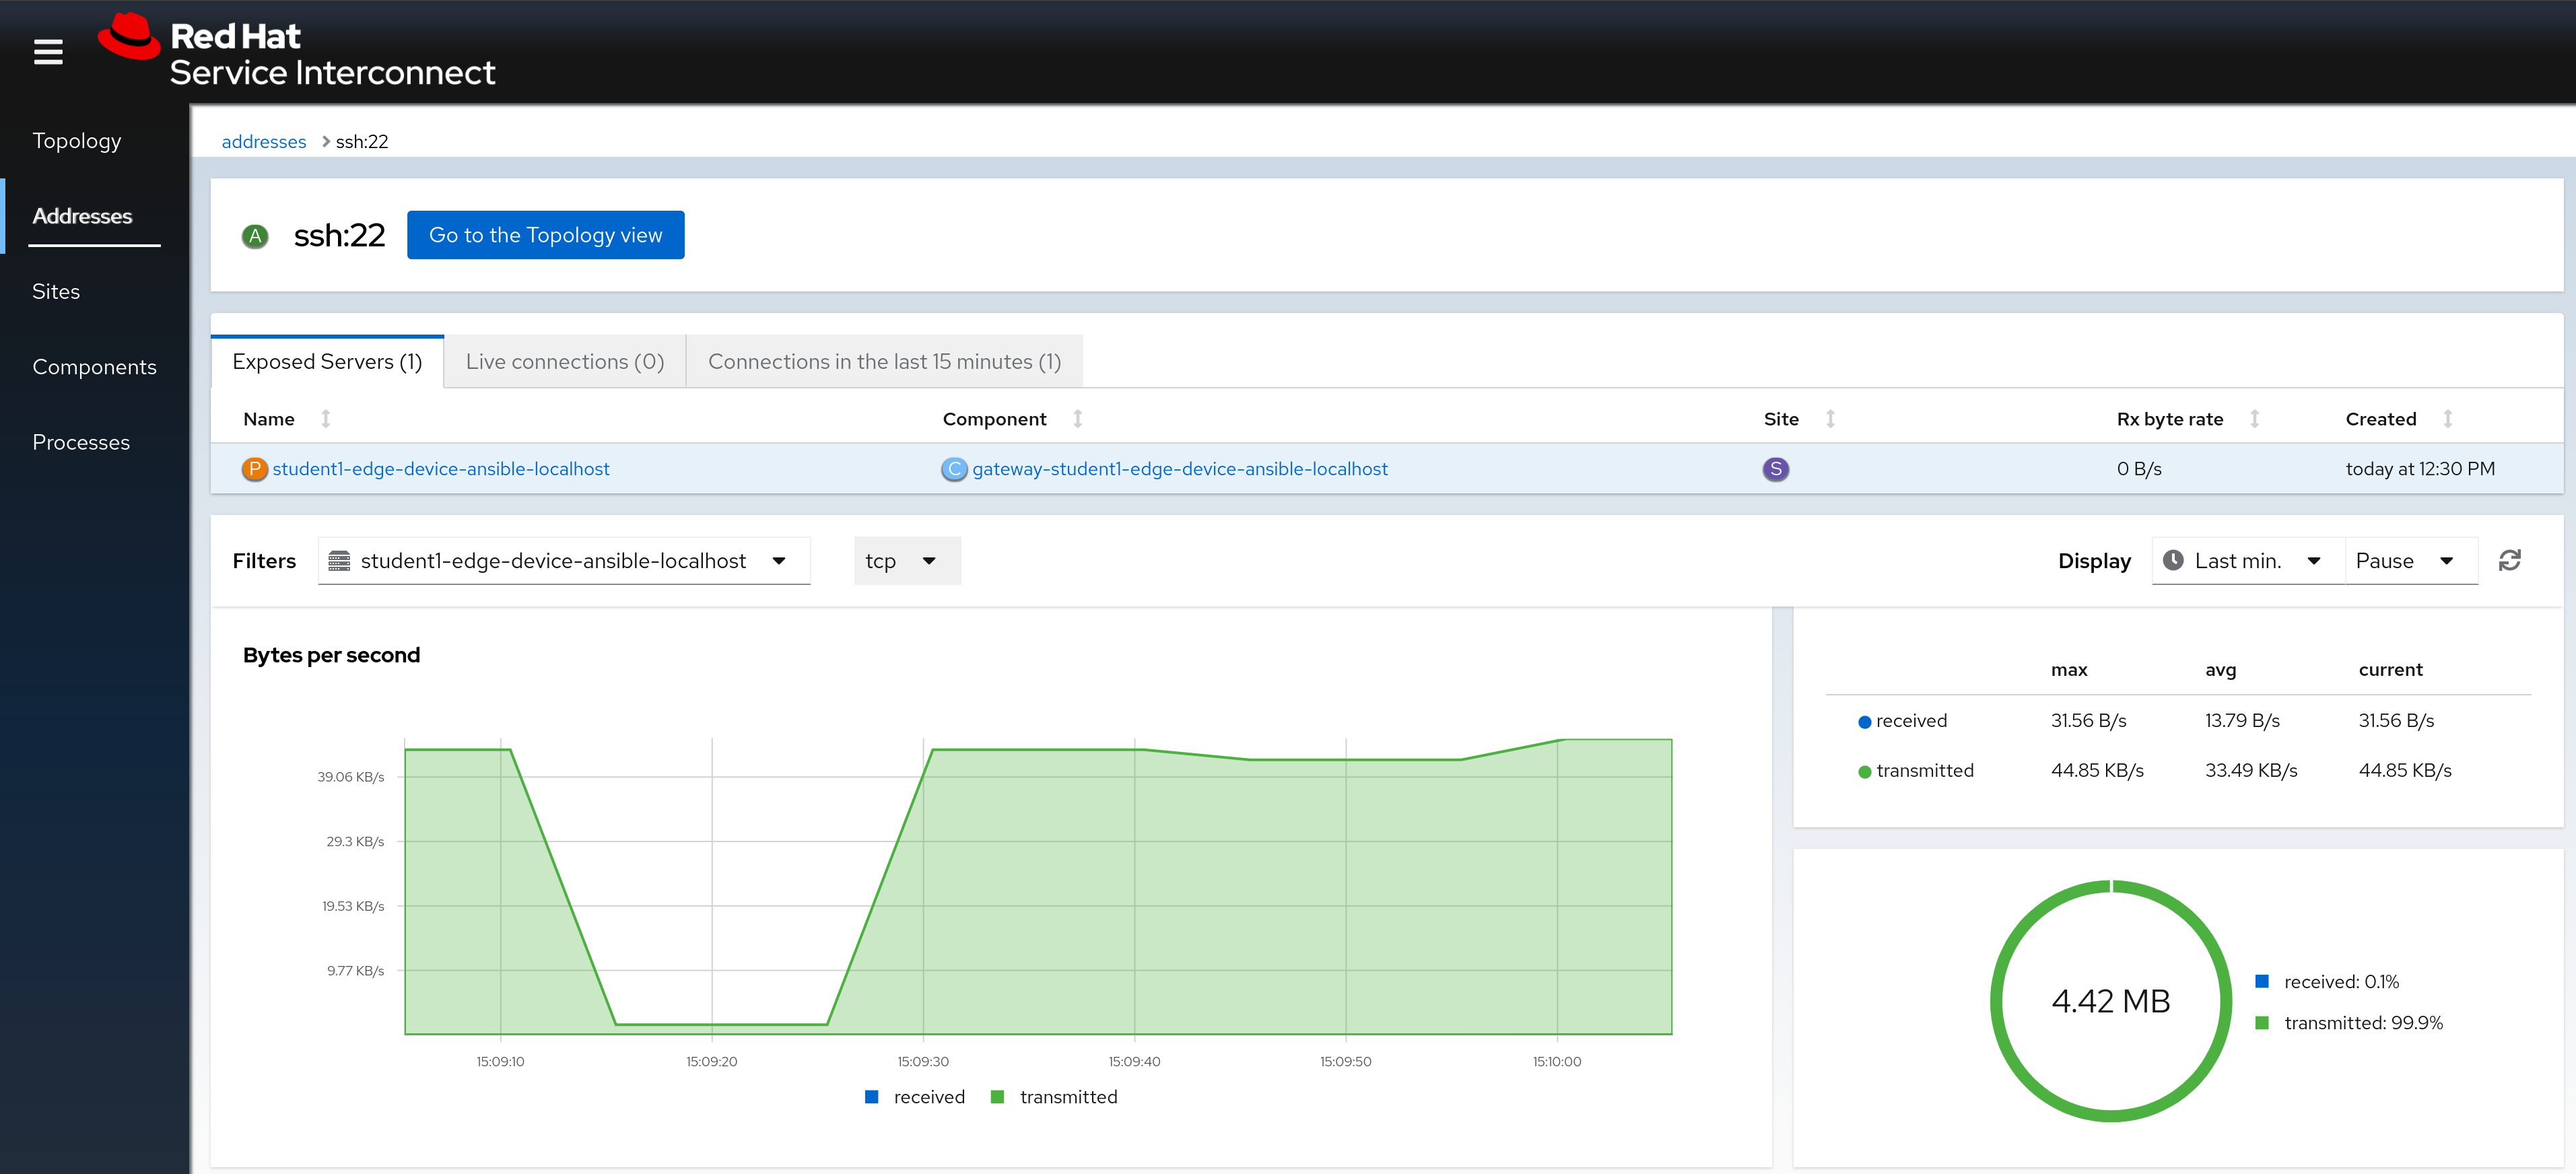 Red Hat
Service Interconnect
Topology
Addresses
Sites
Components
Processes
addresses > ssh:22
A ssh:22 Go to the Topology view
Exposed Servers (1) Live connections (0) Connections in the last 15 minutes (1)
Name Component Site Rx byte rate Created
P student1-edge-device-ansible-localhost C gateway-student1-edge-device-ansible-localhost S 0 B/s today at 12:30 PM
Filters student1-edge-device-ansible-localhost tcp Display Last min. Pause
Bytes per second
39.06 KB/s
29.3 KB/s
19.53 KB/s
9.77 KB/s
15:09:10 15:09:20 15:09:30 15:09:40 15:09:50 15:10:00
received transmitted
max avg current
received 31.56 B/s 13.79 B/s 31.56 B/s
transmitted 44.85 KB/s 33.49 KB/s 44.85 KB/s
4.42 MB
received: 0.1%
transmitted: 99.9%